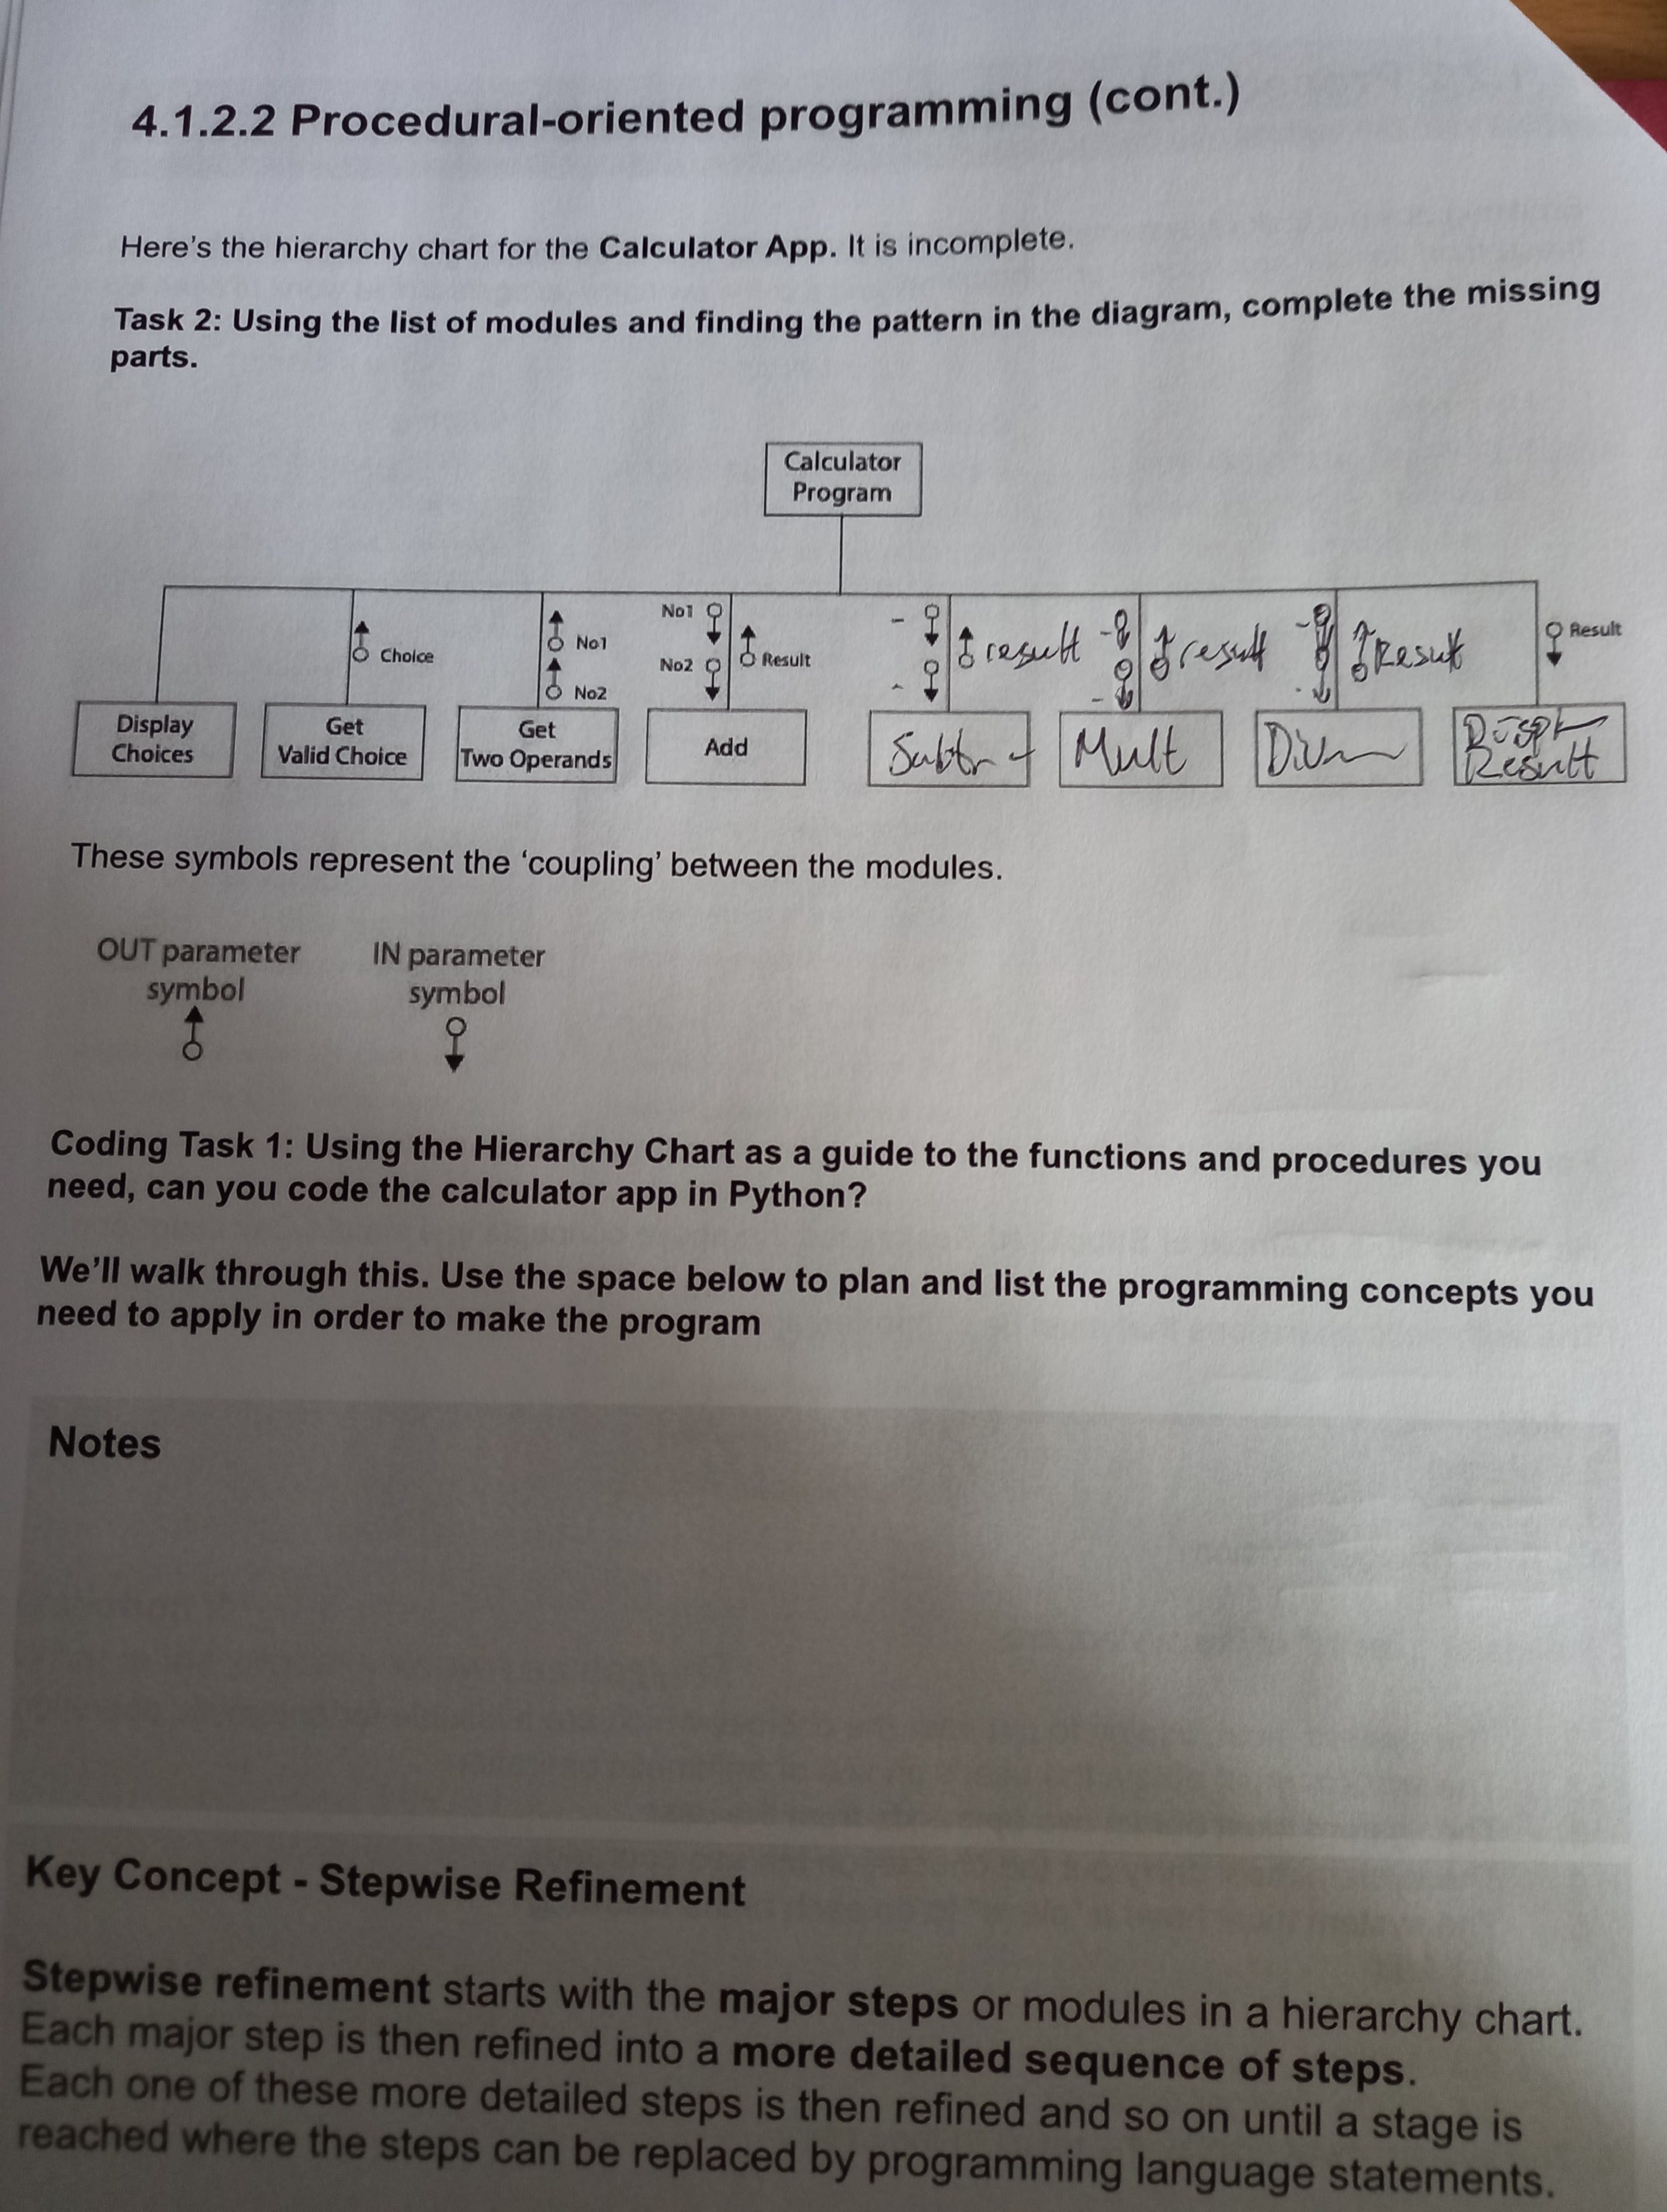 4.1.2.2 Procedural-oriented programming (cont.)
Here's the hierarchy chart for the Calculator App. It is incomplete.
Task 2: Using the list of modules and finding the pattern in the diagram, complete the missing
parts.
Calculator
Program
Choice
No1
No2
No1
No2
Result
result
result
Result
Result
Display
Choices
Get
Valid Choice
Get
Two Operands
Add
Mult
Result
These symbols represent the 'coupling' between the modules.
OUT parameter
symbol
IN parameter
symbol
Coding Task 1: Using the Hierarchy Chart as a guide to the functions and procedures you
need, can you code the calculator app in Python?
We'll walk through this. Use the space below to plan and list the programming concepts you
need to apply in order to make the program
Notes
Key Concept - Stepwise Refinement
Stepwise refinement starts with the major steps or modules in a hierarchy chart.
Each major step is then refined into a more detailed sequence of steps.
Each one of these more detailed steps is then refined and so on until a stage is
reached where the steps can be replaced by programming language statements.